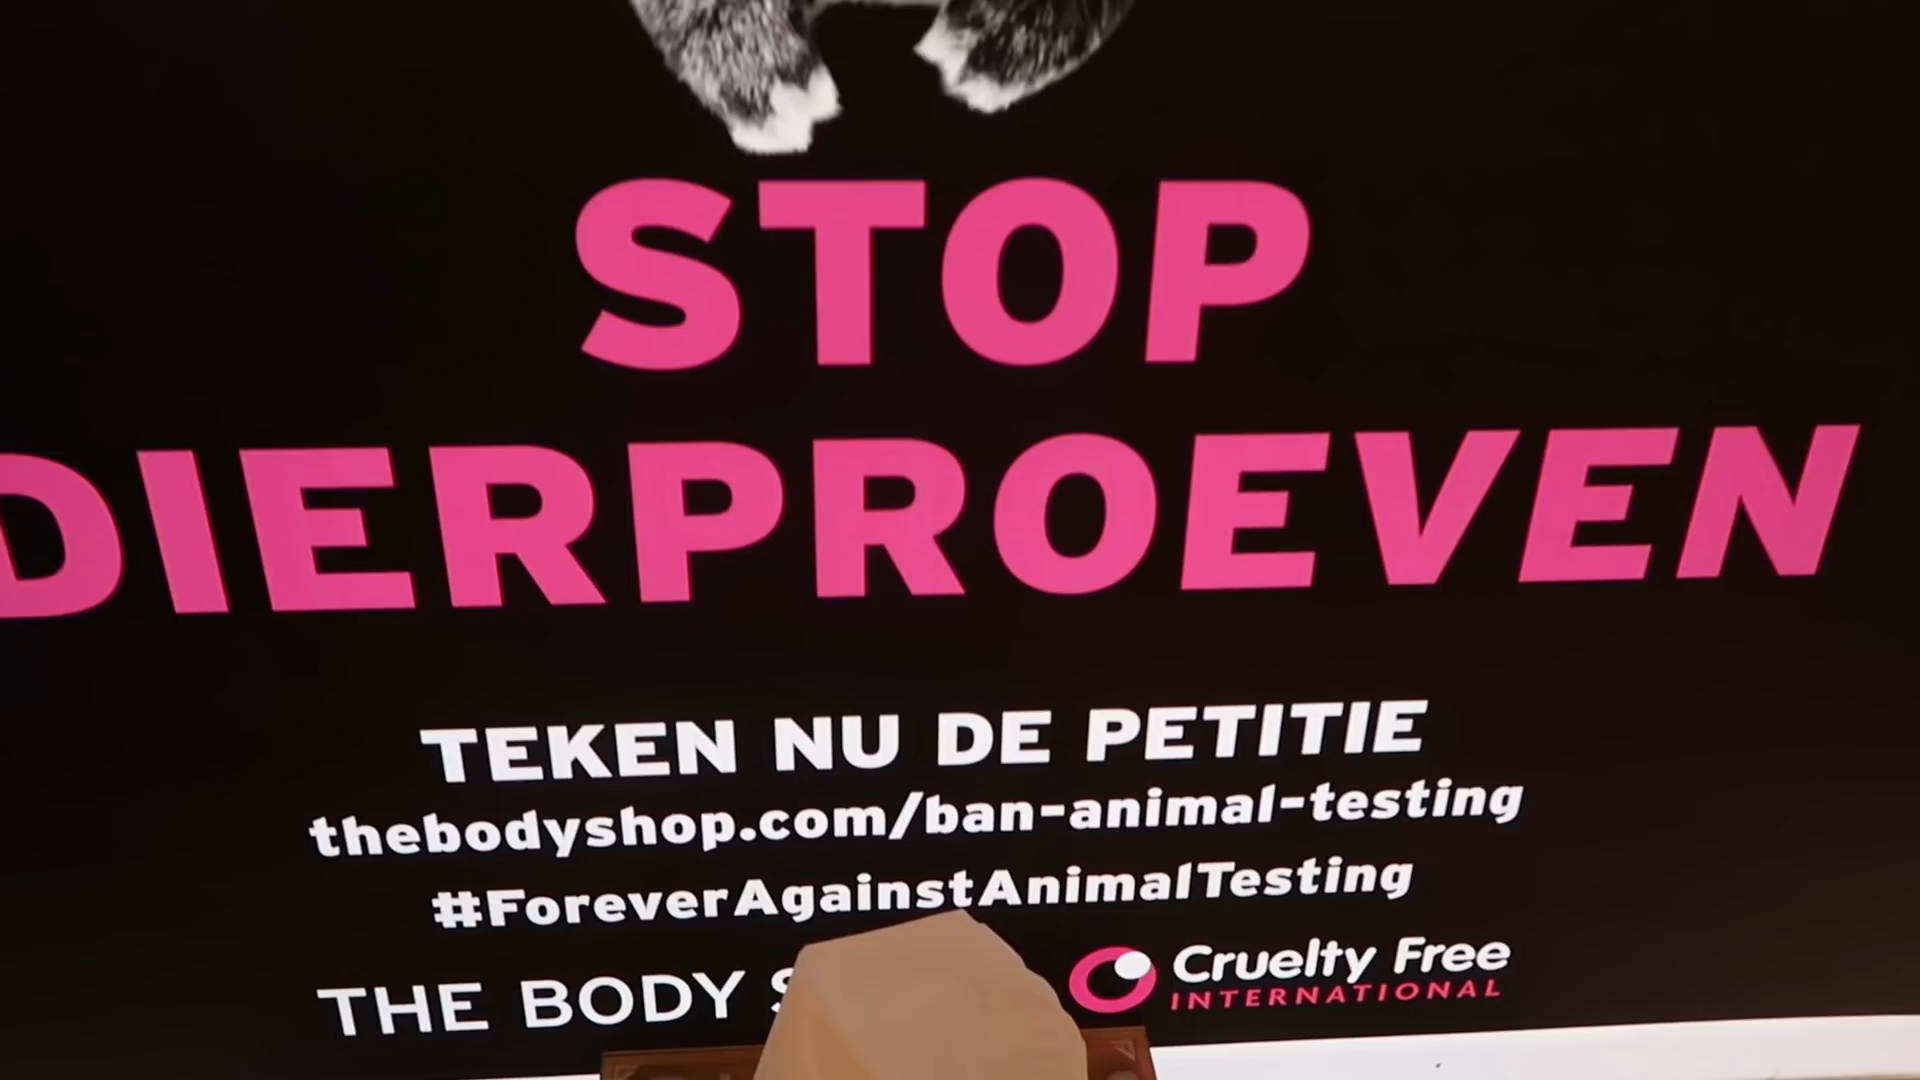 STOP
DIERPROEVEN
TEKEN NU DE PETITIE
thebodyshop.com/ban-animal-testing
#ForeverAgainstAnimalTesting
THE BODY
Cruelty Free
INTERNATIONAL